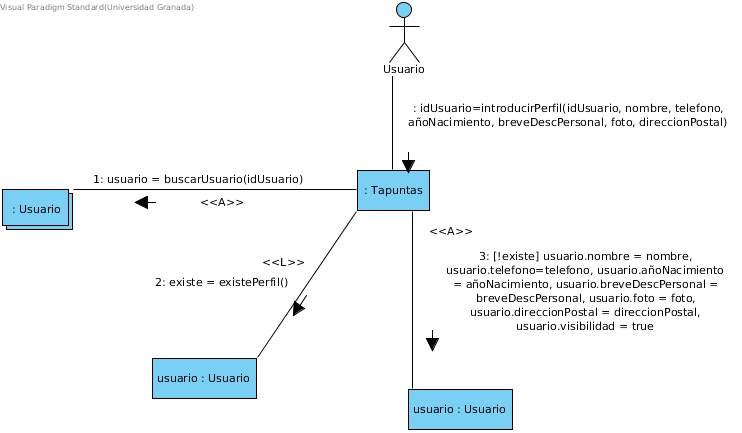 Visual Paradigm Standard(Universidad Granada)
Usuario
: idUsuario=introducirPerfil(idUsuario, nombre, telefono,
añoNacimiento, breveDescPersonal, foto, direccionPostal)
1: usuario = buscarUsuario(idUsuario)
: Tapuntas
<<A>>
: Usuario
<<A>>
<<L>>
3: [!existe] usuario.nombre = nombre,
usuario.telefono=telefono, usuario.añoNacimiento
= añoNacimiento, usuario.breveDescPersonal =
breveDescPersonal, usuario.foto = foto,
usuario.direccionPostal = direccionPostal,
usuario.visibilidad = true
2: existe = existePerfil()
usuario : Usuario
usuario : Usuario